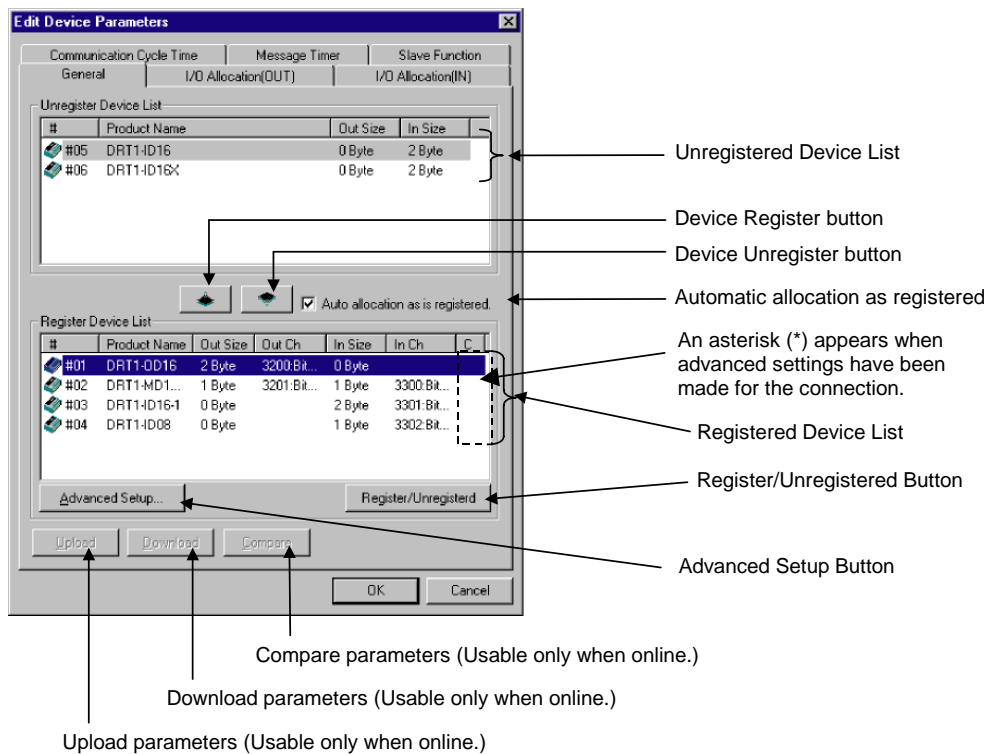 Edit Device Parameters
Communication Cycle Time Message Timer Slave Function
General I/O Allocation(OUT) I/O Allocation(IN)
Unregister Device List
# Product Name Out Size In Size
#05 DRT1-ID16 0 Byte 2 Byte
#06 DRT1-ID16X 0 Byte 2 Byte
Unregistered Device List
Device Register button
Device Unregister button
Auto allocation as is registered.
Automatic allocation as registered
Register Device List
# Product Name Out Size Out Ch In Size In Ch C...
#01 DRT1-OD16 2 Byte 3200:Bit... 0 Byte
#02 DRT1-MD1... 1 Byte 3201:Bit... 1 Byte 3300:Bit...
#03 DRT1-ID16-1 0 Byte 2 Byte 3301:Bit...
#04 DRT1-ID08 0 Byte 1 Byte 3302:Bit...
An asterisk (*) appears when
advanced settings have been
made for the connection.
Registered Device List
Advanced Setup... Register/Unregisterd
Register/Unregistered Button
Upload Download Compare
Advanced Setup Button
OK Cancel
Compare parameters (Usable only when online.)
Download parameters (Usable only when online.)
Upload parameters (Usable only when online.)